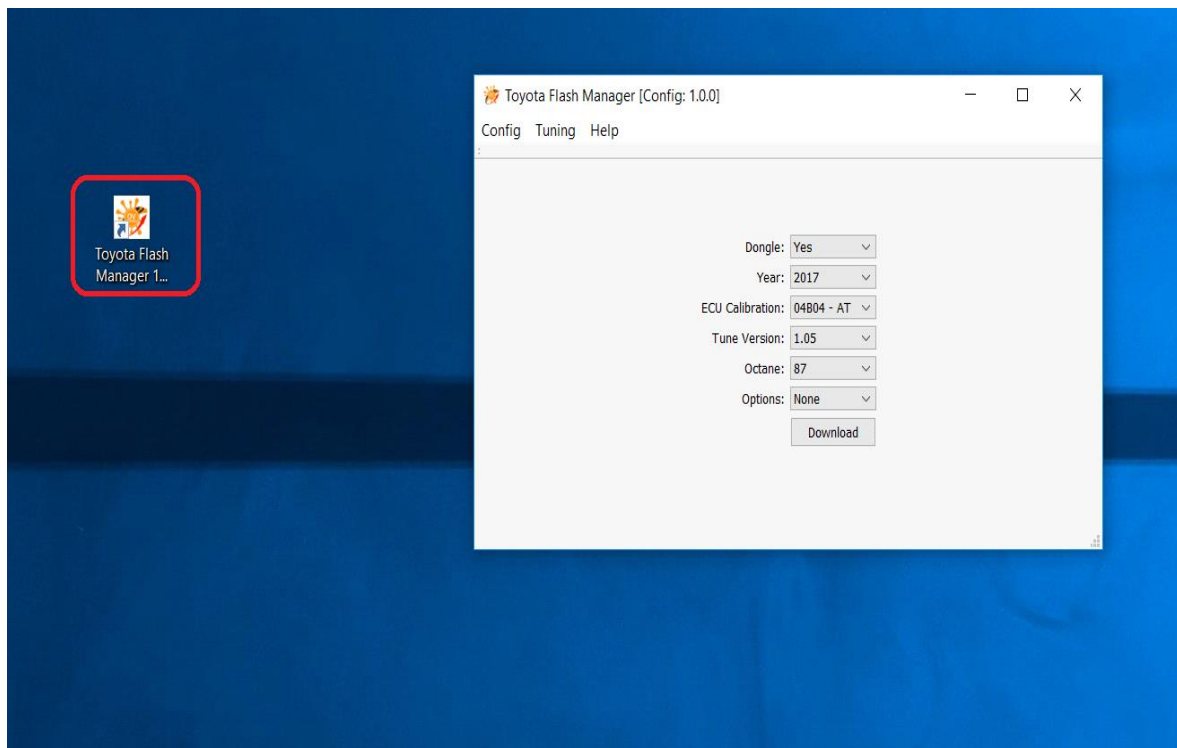 Toyota Flash Manager [Config: 1.0.0]
Config Tuning Help
Toyota Flash
Manager 1...
Dongle: Yes
Year: 2017
ECU Calibration: 04B04 - AT
Tune Version: 1.05
Octane: 87
Options: None
Download